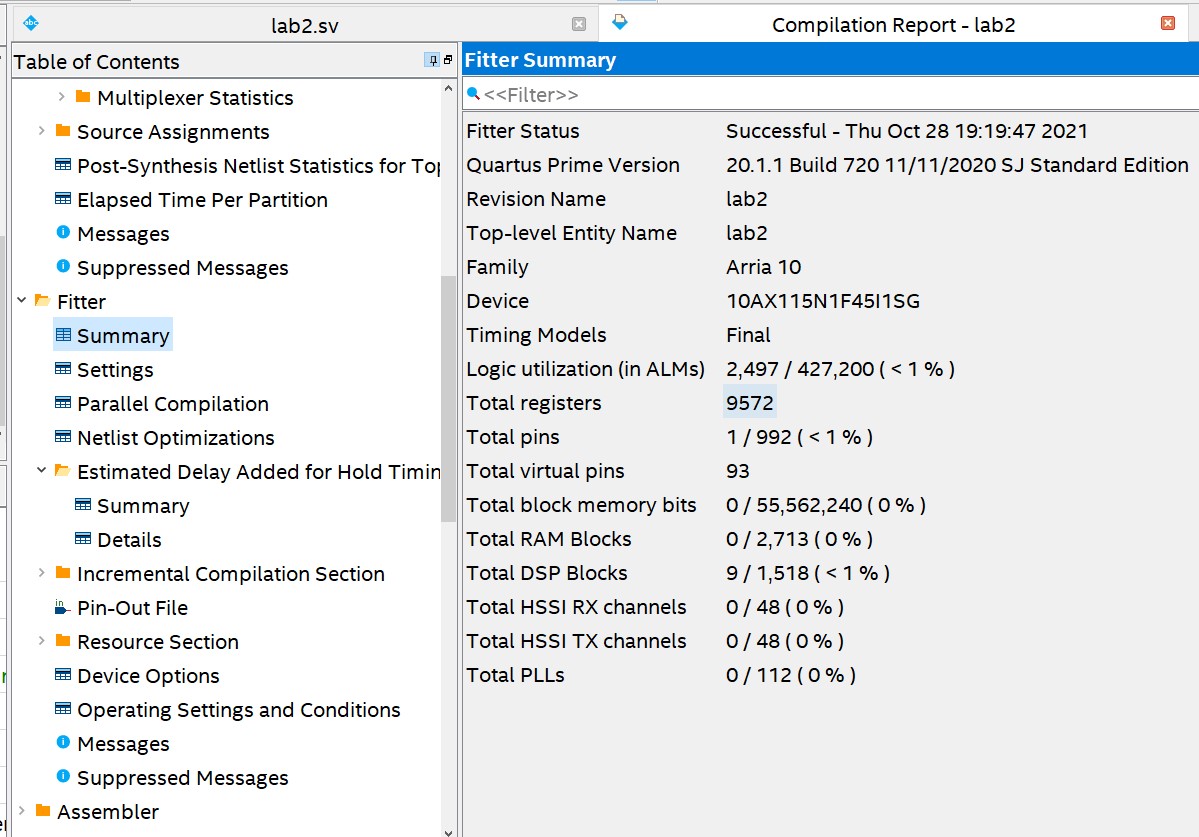 lab2.sv
Compilation Report - lab2
Table of Contents
Multiplexer Statistics
Source Assignments
Post-Synthesis Netlist Statistics for Top
Elapsed Time Per Partition
Messages
Suppressed Messages
Fitter
Summary
Settings
Parallel Compilation
Netlist Optimizations
Estimated Delay Added for Hold Timin
Summary
Details
Incremental Compilation Section
Pin-Out File
Resource Section
Device Options
Operating Settings and Conditions
Messages
Suppressed Messages
Assembler
Fitter Summary
<<Filter>>
Fitter Status Successful - Thu Oct 28 19:19:47 2021
Quartus Prime Version 20.1.1 Build 720 11/11/2020 SJ Standard Edition
Revision Name lab2
Top-level Entity Name lab2
Family Arria 10
Device 10AX115N1F45I1SG
Timing Models Final
Logic utilization (in ALMs) 2,497 / 427,200 ( < 1 % )
Total registers 9572
Total pins 1 / 992 ( < 1 % )
Total virtual pins 93
Total block memory bits 0 / 55,562,240 ( 0 % )
Total RAM Blocks 0 / 2,713 ( 0 % )
Total DSP Blocks 9 / 1,518 ( < 1 % )
Total HSSI RX channels 0 / 48 ( 0 % )
Total HSSI TX channels 0 / 48 ( 0 % )
Total PLLs 0 / 112 ( 0 % )